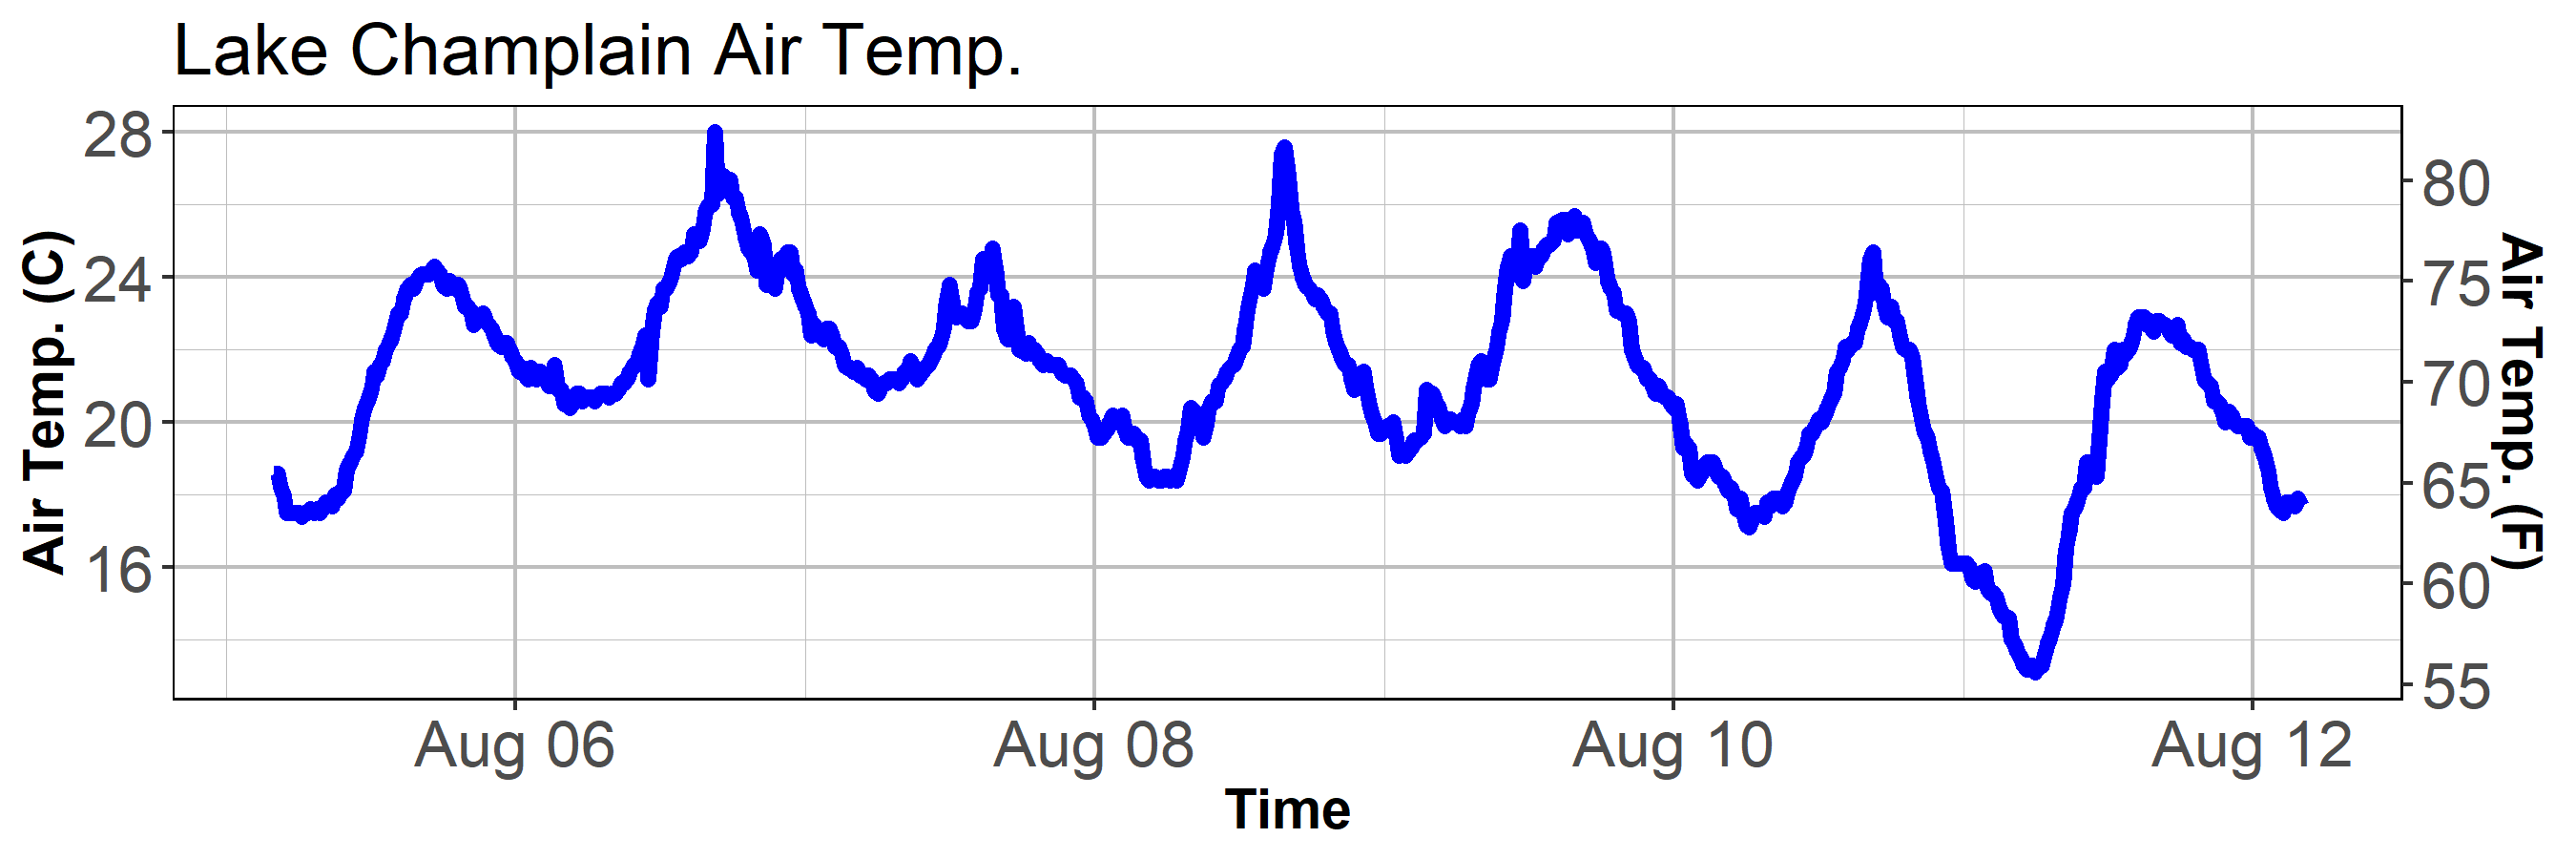 Lake Champlain Air Temp.
28
24
20
16
Air Temp. (C)
80
75
70
65
60
55
Air Temp. (F)
Aug 06
Aug 08
Aug 10
Aug 12
Time